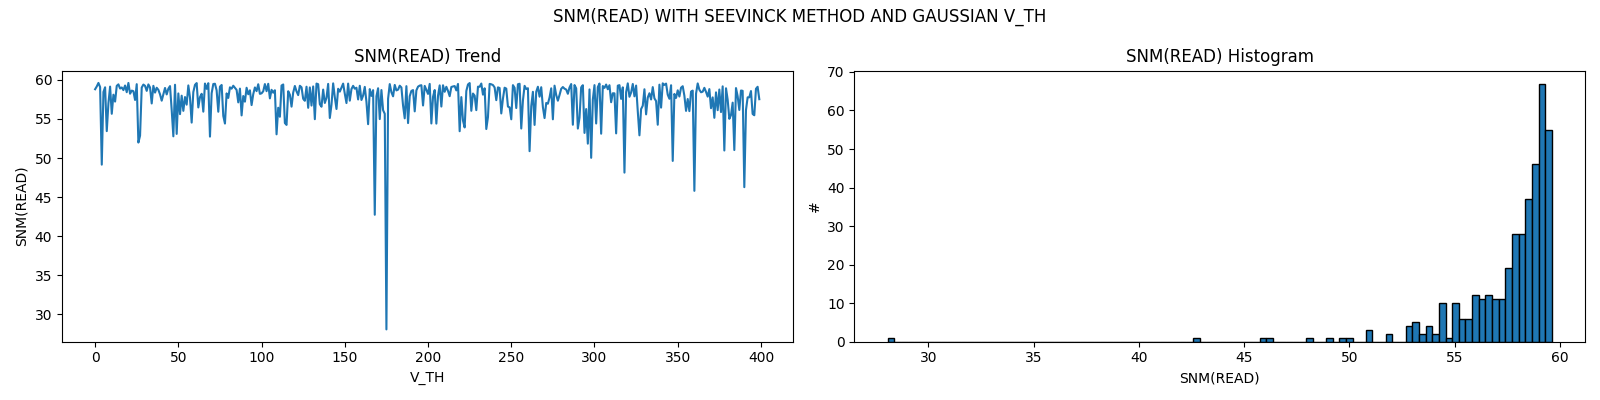 SNM(READ) WITH SEEVINCK METHOD AND GAUSSIAN V_TH
SNM(READ) Trend
60
55
50
45
40
35
30
SNM(READ)
0 50 100 150 200 250 300 350 400
V_TH
SNM(READ) Histogram
70
60
50
40
30
20
10
0
#
30 35 40 45 50 55 60
SNM(READ)